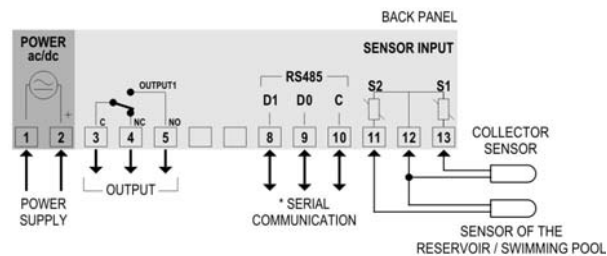 BACK PANEL
POWER
ac/dc
SENSOR INPUT
+
OUTPUT1
C
NC
NO
RS485
D1
D0
C
S2
S1
1
2
3
4
5
8
9
10
11
12
13
POWER
SUPPLY
OUTPUT
* SERIAL
COMMUNICATION
COLLECTOR
SENSOR
SENSOR OF THE
RESERVOIR / SWIMMING POOL